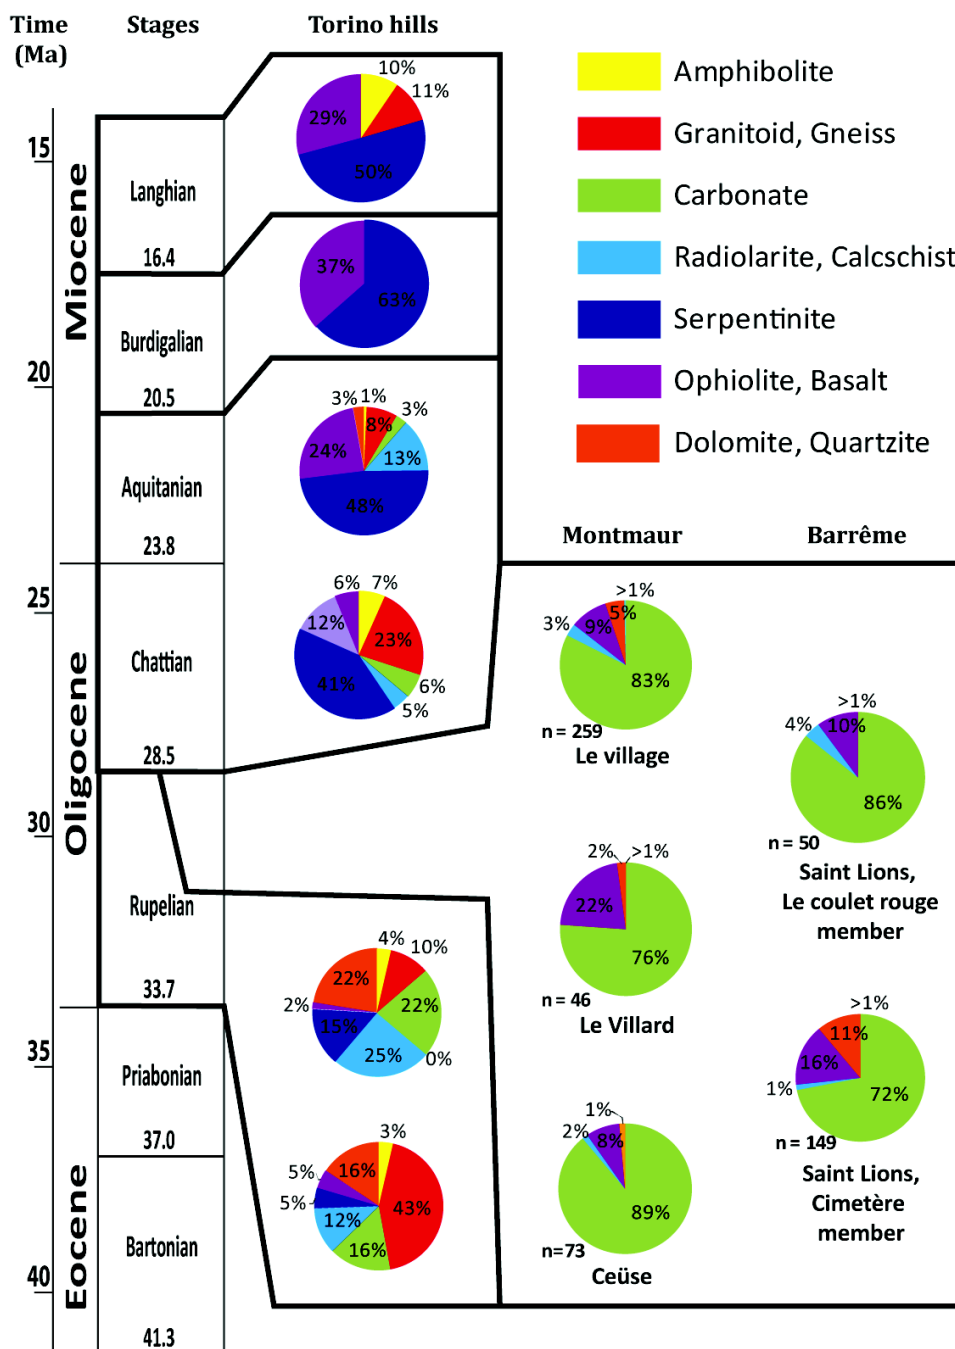 Time
(Ma)
Stages
Torino hills
Amphibolite
Granitoid, Gneiss
Carbonate
Radiolarite, Calcschist
Serpentinite
Ophiolite, Basalt
Dolomite, Quartzite
Miocene
Oligocene
Eocene
15
20
25
30
35
40
Langhian
16.4
Burdigalian
20.5
Aquitanian
23.8
Chattian
28.5
Rupelian
33.7
Priabonian
37.0
Bartonian
41.3
10%
11%
29%
50%
37%
63%
3%
1%
3%
8%
24%
13%
48%
6%
7%
12%
23%
41%
6%
5%
4%
10%
22%
22%
2%
15%
25%
0%
3%
5%
16%
5%
43%
12%
16%
Montmaur
Barrême
>1%
3%
5%
9%
83%
n = 259
Le village
2%
>1%
22%
76%
n = 46
Le Villard
1%
2%
8%
89%
n=73
Ceüse
>1%
4%
10%
86%
n = 50
Saint Lions,
Le coulet rouge
member
>1%
11%
16%
1%
72%
n = 149
Saint Lions,
Cimetère
member